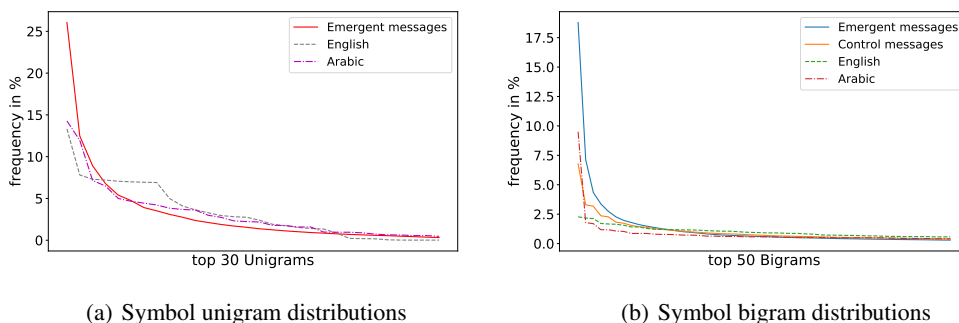 25
20
15
10
5
0
frequency in %
Emergent messages
English
Arabic
top 30 Unigrams
(a) Symbol unigram distributions
17.5
15.0
12.5
10.0
7.5
5.0
2.5
0.0
frequency in %
Emergent messages
Control messages
English
Arabic
top 50 Bigrams
(b) Symbol bigram distributions